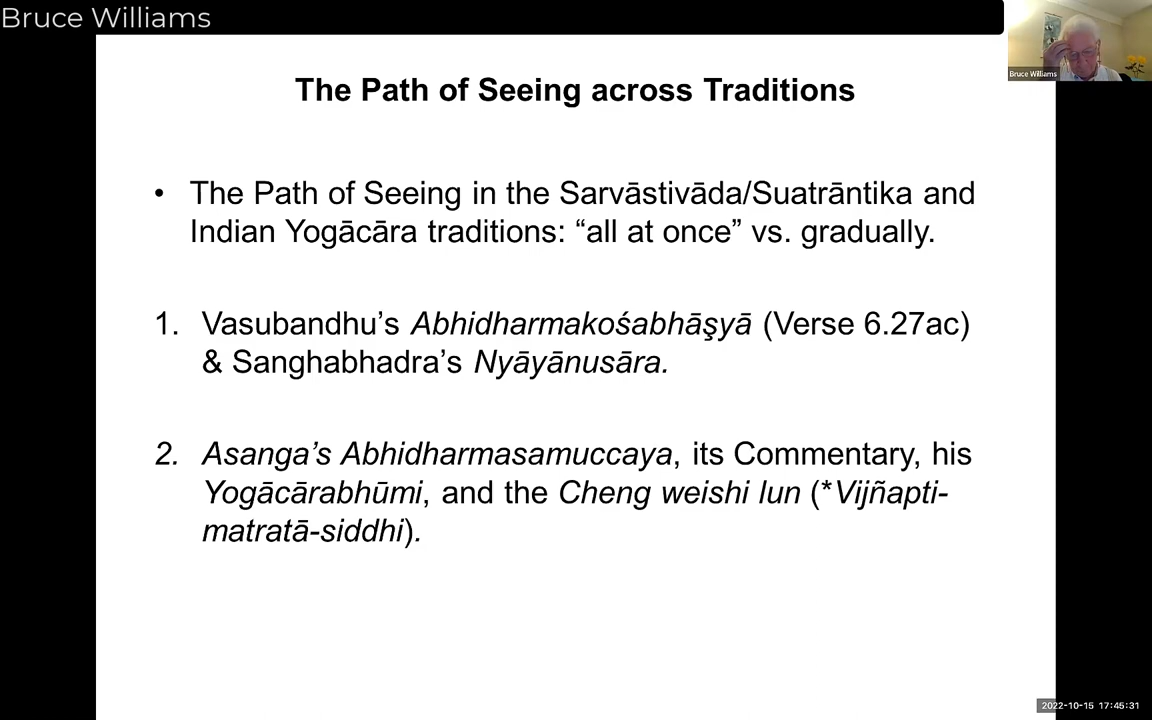 Bruce Williams
Bruce Williams
The Path of Seeing across Traditions
• The Path of Seeing in the Sarvāstivāda/Suatrāntika and
Indian Yogācāra traditions: “all at once” vs. gradually.
1. Vasubandhu’s Abhidharmakośabhāşyā (Verse 6.27ac)
& Sanghabhadra’s Nyāyānusāra.
2. Asanga’s Abhidharmasamuccaya, its Commentary, his
Yogācārabhūmi, and the Cheng weishi lun (*Vijñapti-
matratā-siddhi).
2022-10-15 17:45:31